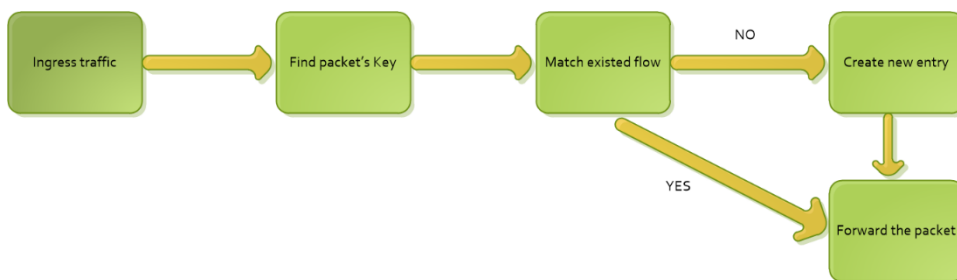 Ingress traffic
Find packet's Key
Match existed flow
NO
Create new entry
YES
Forward the packet